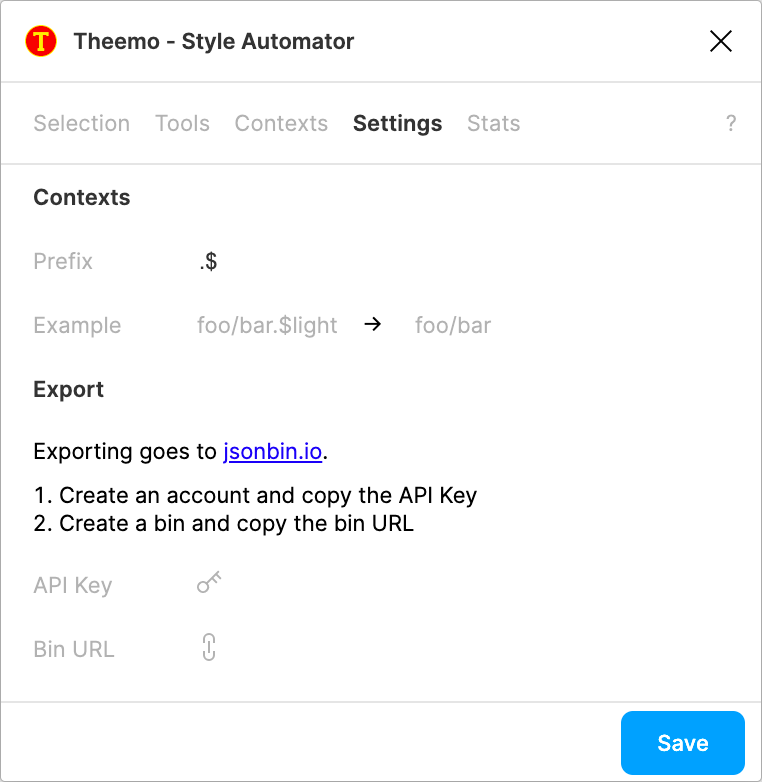 T Theemo - Style Automator
Selection Tools Contexts Settings Stats ?
Contexts
Prefix .$
Example foo/bar.$light → foo/bar
Export
Exporting goes to jsonbin.io.
1. Create an account and copy the API Key
2. Create a bin and copy the bin URL
API Key
Bin URL
Save